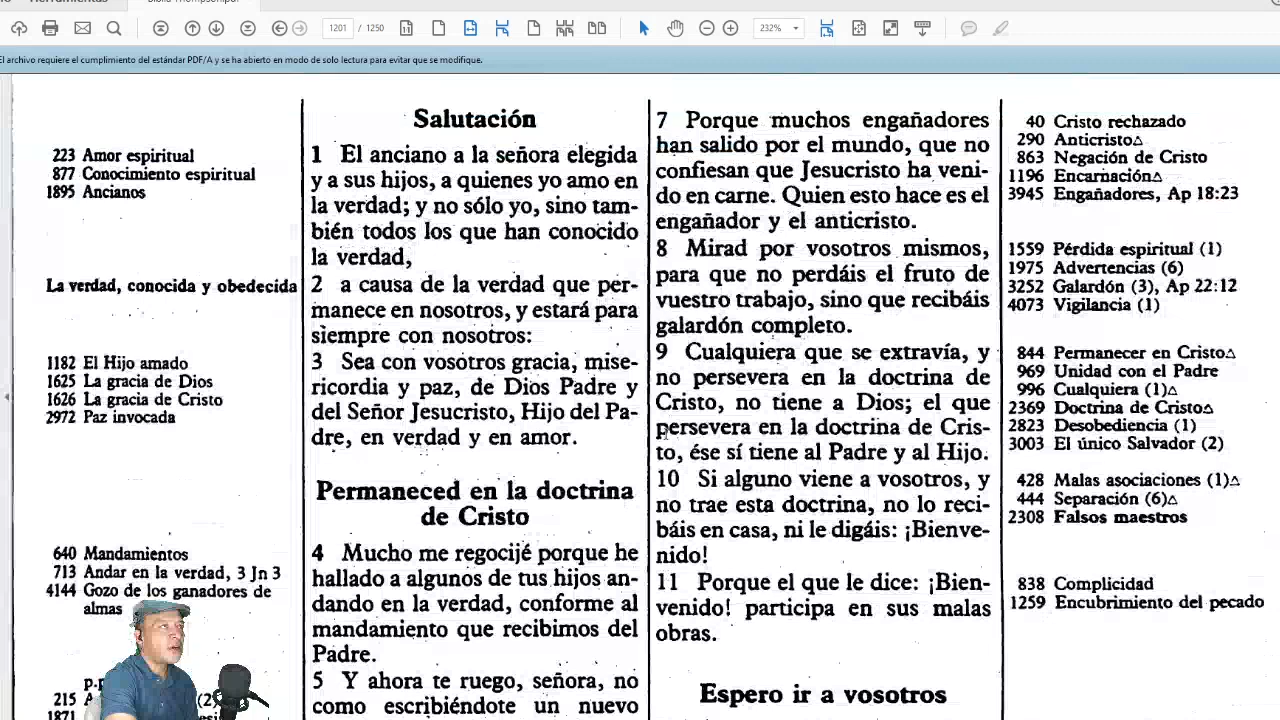 Herramientas
1201 / 1250
232%
El archivo requiere el cumplimiento del estándar PDF/A y se ha abierto en modo de solo lectura para evitar que se modifique.
223 Amor espiritual
877 Conocimiento espiritual
1895 Ancianos
La verdad, conocida y obedecida
1182 El Hijo amado
1625 La gracia de Dios
1626 La gracia de Cristo
2972 Paz invocada
640 Mandamientos
713 Andar en la verdad, 3 Jn 3
4144 Gozo de los ganadores de
almas
P-P
215
(2)
1871
Salutación
1 El anciano a la señora elegida
y a sus hijos, a quienes yo amo en
la verdad; y no sólo yo, sino tam-
bién todos los que han conocido
la verdad,
2 a causa de la verdad que per-
manece en nosotros, y estará para
siempre con nosotros:
3 Sea con vosotros gracia, mise-
ricordia y paz, de Dios Padre y
del Señor Jesucristo, Hijo del Pa-
dre, en verdad y en amor.
Permaneced en la doctrina
de Cristo
4 Mucho me regocijé porque he
hallado a algunos de tus hijos an-
dando en la verdad, conforme al
mandamiento que recibimos del
Padre.
5 Y ahora te ruego, señora, no
como escribiéndote un nuevo
7 Porque muchos engañadores
han salido por el mundo, que no
confiesan que Jesucristo ha veni-
do en carne. Quien esto hace es el
engañador y el anticristo.
8 Mirad por vosotros mismos,
para que no perdáis el fruto de
vuestro trabajo, sino que recibáis
galardón completo.
9 Cualquiera que se extravía, y
no persevera en la doctrina de
Cristo, no tiene a Dios; el que
persevera en la doctrina de Cris-
to, ése sí tiene al Padre y al Hijo.
10 Si alguno viene a vosotros, y
no trae esta doctrina, no lo reci-
báis en casa, ni le digáis: ¡Bienve-
nido!
11 Porque el que le dice: ¡Bien-
venido! participa en sus malas
obras.
Espero ir a vosotros
40 Cristo rechazado
290 Anticristo△
863 Negación de Cristo
1196 Encarnación△
3945 Engañadores, Ap 18:23
1559 Pérdida espiritual (1)
1975 Advertencias (6)
3252 Galardón (3), Ap 22:12
4073 Vigilancia (1)
844 Permanecer en Cristo△
969 Unidad con el Padre
996 Cualquiera (1)△
2369 Doctrina de Cristo△
2823 Desobediencia (1)
3003 El único Salvador (2)
428 Malas asociaciones (1)△
444 Separación (6)△
2308 Falsos maestros
838 Complicidad
1259 Encubrimiento del pecado